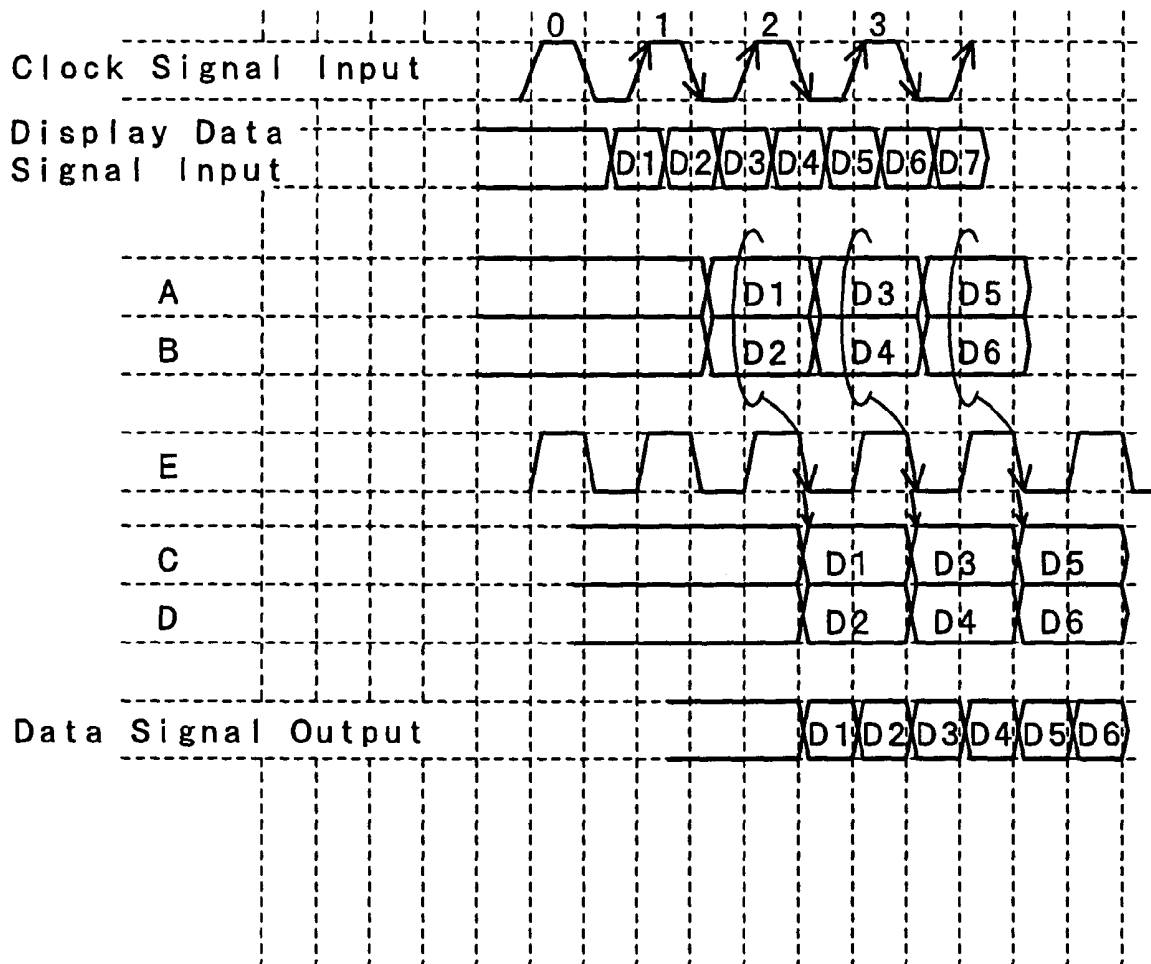 0 1 2 3
Clock Signal Input
Display Data
Signal Input
D1 D2 D3 D4 D5 D6 D7
A D1 D3 D5
B D2 D4 D6
E
C D1 D3 D5
D D2 D4 D6
Data Signal Output D1 D2 D3 D4 D5 D6